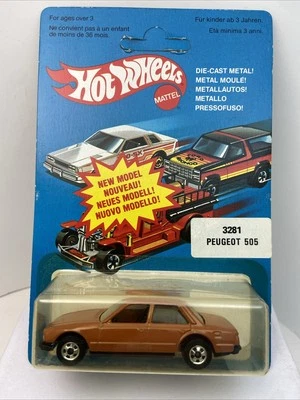 For ages over 3
Ne convient pas à un enfant
de moins de 36 mois.
Für kinder ab 3 Jahren.
Età minima 3 anni.
Hot Wheels
MATTEL
DIE-CAST METAL!
METAL MOULÉ!
METALLAUTOS!
METALLO
PRESSOFUSO!
NEW MODEL
NOUVEAU!
NEUES MODELL!
NUOVO MODELLO!
3281
PEUGEOT 505